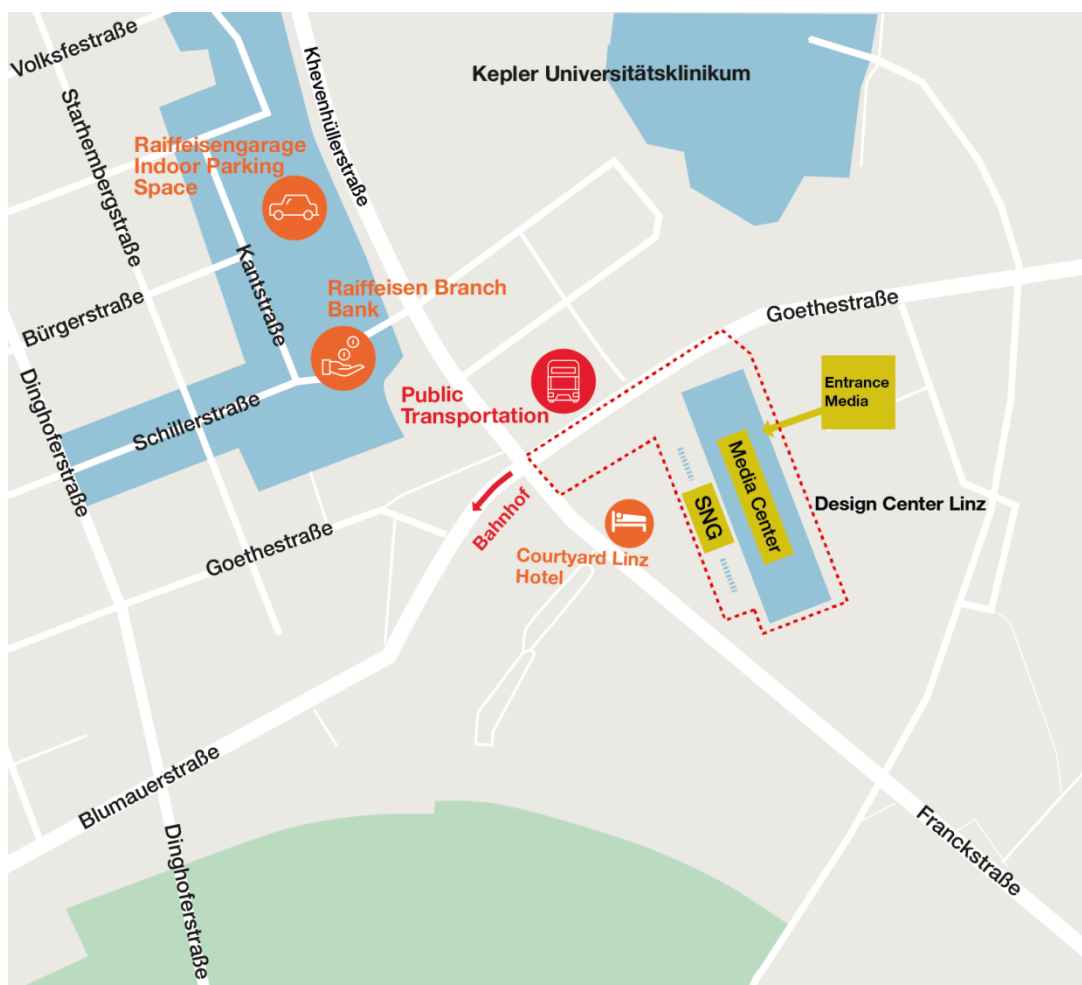 Volksfestraße
Starhembergstraße
Khevenhüllerstraße
Kepler Universitätsklinikum
Raiffeisengarage
Indoor Parking
Space
Kantstraße
Bürgerstraße
Raiffeisen Branch
Bank
Goethestraße
Dinghoferstraße
Schillerstraße
Public
Transportation
Entrance
Media
Media Center
SNG
Design Center Linz
Bahnhof
Goethestraße
Courtyard Linz
Hotel
Blumauerstraße
Dinghoferstraße
Franckstraße